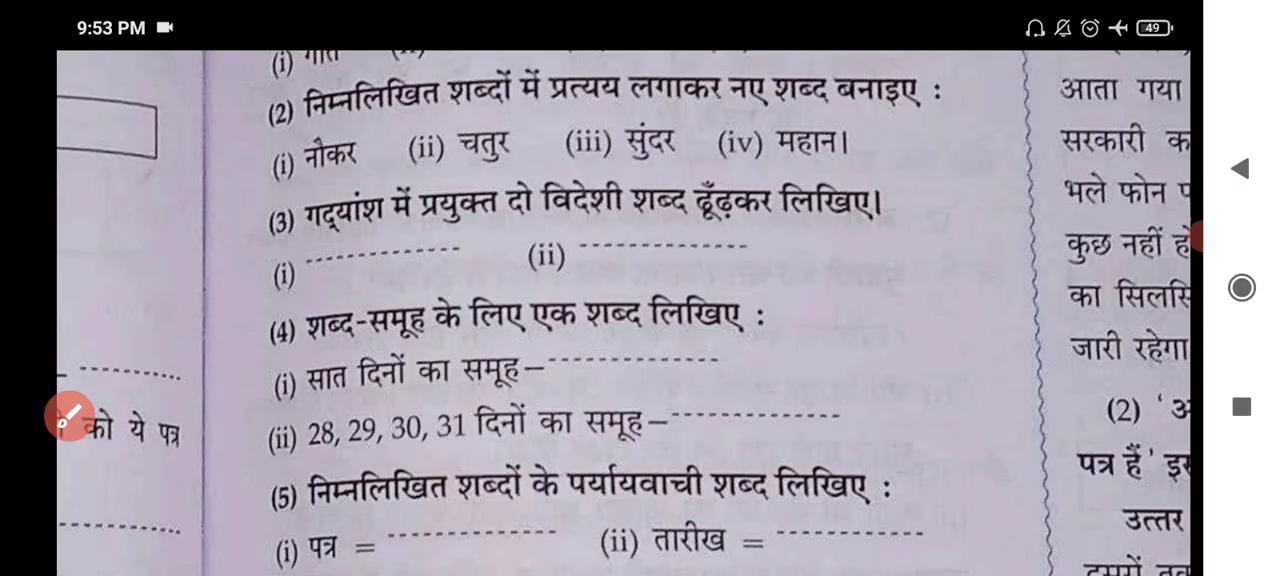 9:53 PM
49
(i) गीत
(2) निम्नलिखित शब्दों में प्रत्यय लगाकर नए शब्द बनाइए :
(i) नौकर (ii) चतुर (iii) सुंदर (iv) महान।
(3) गद्यांश में प्रयुक्त दो विदेशी शब्द ढूँढ़कर लिखिए।
(i) ------------- (ii) --------------
(4) शब्द-समूह के लिए एक शब्द लिखिए :
(i) सात दिनों का समूह– --------------
(ii) 28, 29, 30, 31 दिनों का समूह– --------------
(5) निम्नलिखित शब्दों के पर्यायवाची शब्द लिखिए :
(i) पत्र = -------------- (ii) तारीख = ------------
को ये पत्र
आता गया
सरकारी क
भले फोन प
कुछ नहीं ह
का सिलसि
जारी रहेगा
(2) 'अ
पत्र हैं' इस
उत्तर